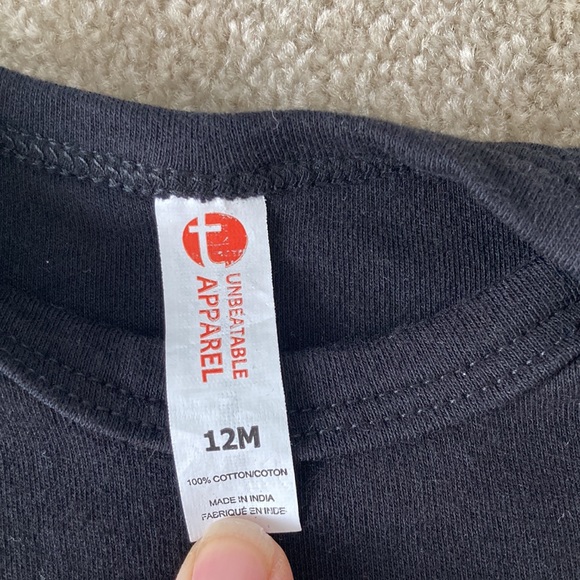 UNBEATABLE
APPAREL
12M
100% COTTON/COTON
MADE IN INDIA
FABRIQUÉ EN INDE